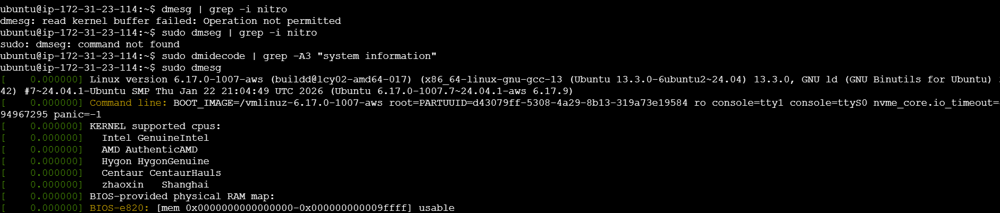 ubuntu@ip-172-31-23-114:~$ dmesg | grep -i nitro
dmesg: read kernel buffer failed: Operation not permitted
ubuntu@ip-172-31-23-114:~$ sudo dmseg | grep -i nitro
sudo: dmseg: command not found
ubuntu@ip-172-31-23-114:~$ sudo dmidecode | grep -A3 "system information"
ubuntu@ip-172-31-23-114:~$ sudo dmesg
[    0.000000] Linux version 6.17.0-1007-aws (buildd@lcy02-amd64-017) (x86_64-linux-gnu-gcc-13 (Ubuntu 13.3.0-6ubuntu2~24.04) 13.3.0, GNU ld (GNU Binutils for Ubuntu)
42) #7~24.04.1-Ubuntu SMP Thu Jan 22 21:04:49 UTC 2026 (Ubuntu 6.17.0-1007.7~24.04.1-aws 6.17.9)
[    0.000000] Command line: BOOT_IMAGE=/vmlinuz-6.17.0-1007-aws root=PARTUUID=d43079ff-5308-4a29-8b13-319a73e19584 ro console=tty1 console=ttyS0 nvme_core.io_timeout=
94967295 panic=-1
[    0.000000] KERNEL supported cpus:
[    0.000000]   Intel GenuineIntel
[    0.000000]   AMD AuthenticAMD
[    0.000000]   Hygon HygonGenuine
[    0.000000]   Centaur CentaurHauls
[    0.000000]   zhaoxin   Shanghai
[    0.000000] BIOS-provided physical RAM map:
[    0.000000] BIOS-e820: [mem 0x0000000000000000-0x000000000009ffff] usable